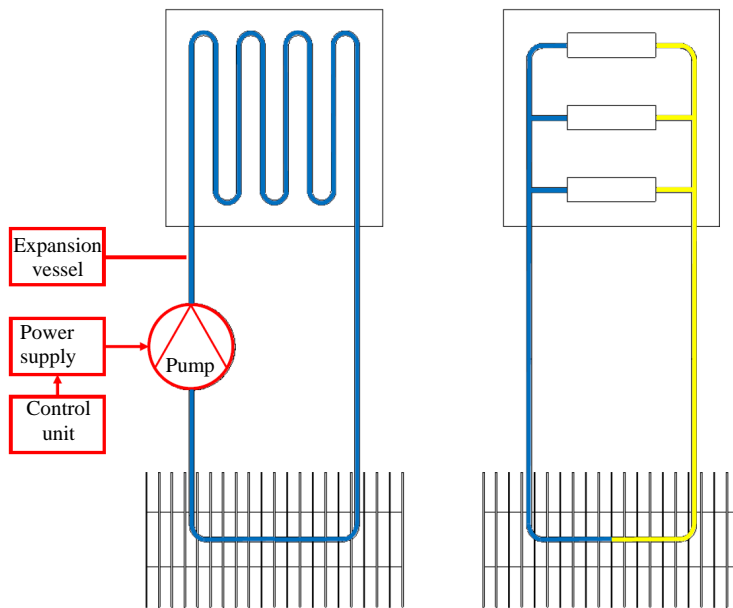 Expansion
vessel
Power
supply
Pump
Control
unit